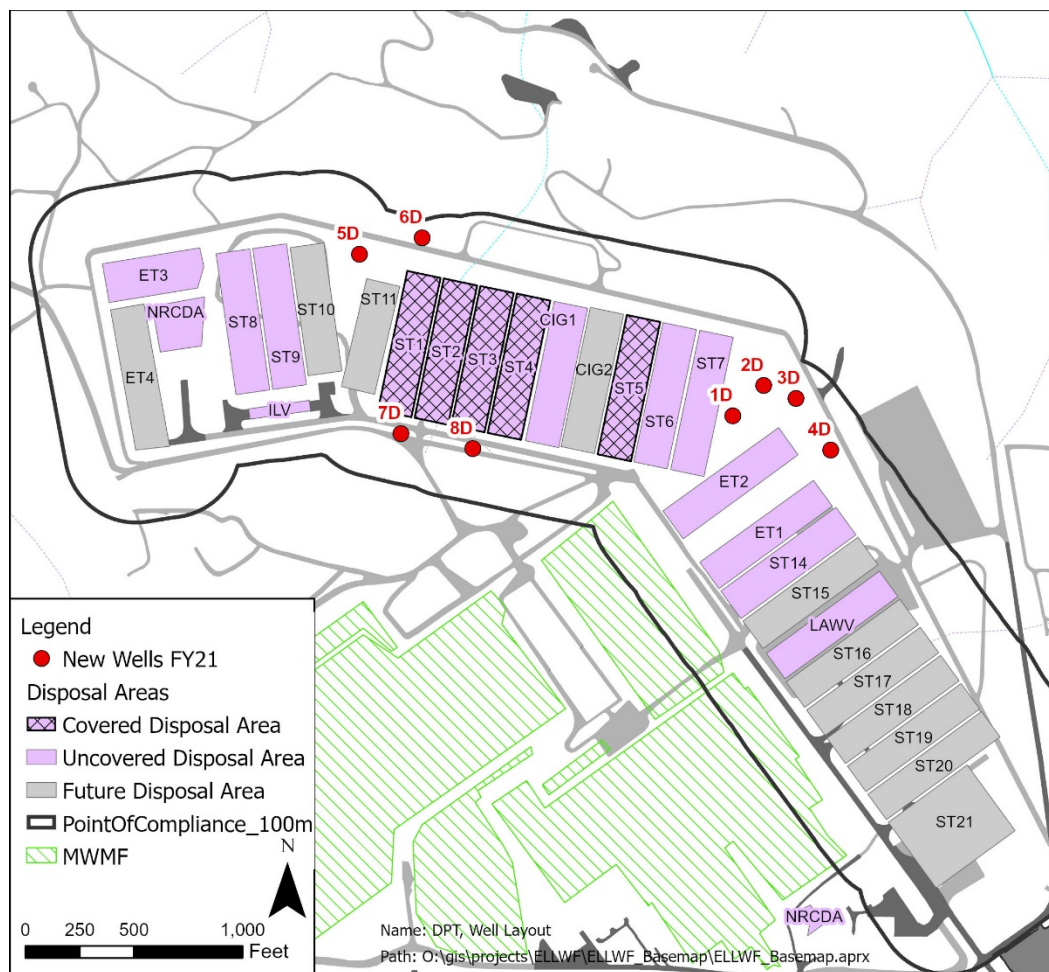 6D
5D
ET3
NRCDA
ST8
ST9
ST10
ST11
ET4
ILV
ST1
ST2
ST3
ST4
CIG1
CIG2
ST5
ST6
ST7
7D
8D
2D
3D
1D
4D
ET2
ET1
ST14
ST15
LAWV
ST16
ST17
ST18
ST19
ST20
ST21
NRCDA
Legend
New Wells FY21
Disposal Areas
Covered Disposal Area
Uncovered Disposal Area
Future Disposal Area
PointOfCompliance_100m
MWMF
N
0 250 500 1,000
Feet
Name: DPT, Well Layout
Path: O:\gis\projects\ELLWF\ELLWF_Basemap\ELLWF_Basemap.aprx